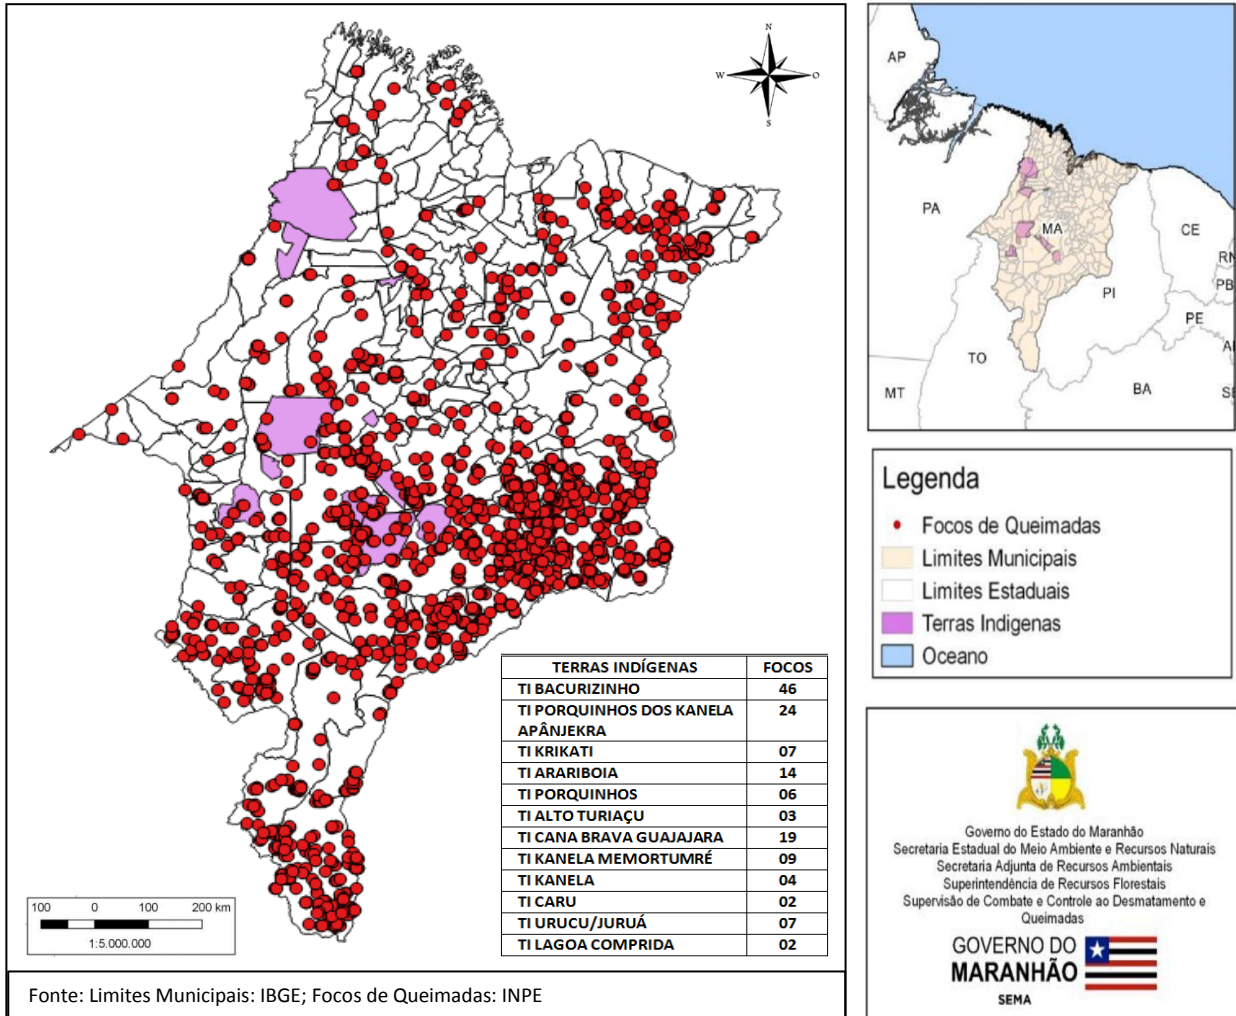 N
W
O
S
TERRAS INDÍGENAS FOCOS
TI BACURIZINHO 46
TI PORQUINHOS DOS KANELA 24
APÂNJEKRA
TI KRIKATI 07
TI ARARIBOIA 14
TI PORQUINHOS 06
TI ALTO TURIAÇU 03
TI CANA BRAVA GUAJAJARA 19
TI KANELA MEMORTUMRÉ 09
TI KANELA 04
TI CARU 02
TI URUCU/JURUÁ 07
TI LAGOA COMPRIDA 02
100 0 100 200 km
1:5.000.000
Fonte: Limites Municipais: IBGE; Focos de Queimadas: INPE
AP
PA
MA
CE
RN
PB
PI
PE
TO
AL
BA
MT
SE
Legenda
Focos de Queimadas
Limites Municipais
Limites Estaduais
Terras Indigenas
Oceano
Governo do Estado do Maranhão
Secretaria Estadual do Meio Ambiente e Recursos Naturais
Secretaria Adjunta de Recursos Ambientais
Superintendência de Recursos Florestais
Supervisão de Combate e Controle ao Desmatamento e
Queimadas
GOVERNO DO
MARANHÃO
SEMA